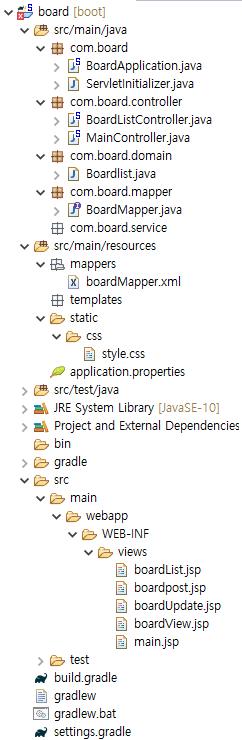 board [boot]
src/main/java
com.board
BoardApplication.java
ServletInitializer.java
com.board.controller
BoardListController.java
MainController.java
com.board.domain
Boardlist.java
com.board.mapper
BoardMapper.java
com.board.service
src/main/resources
mappers
boardMapper.xml
templates
static
css
style.css
application.properties
src/test/java
JRE System Library [JavaSE-10]
Project and External Dependencies
bin
gradle
src
main
webapp
WEB-INF
views
boardList.jsp
boardpost.jsp
boardUpdate.jsp
boardView.jsp
main.jsp
test
build.gradle
gradlew
gradlew.bat
settings.gradle